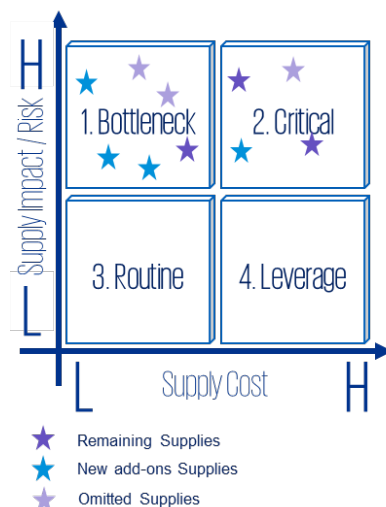 H
Supply Impact / Risk
L
1. Bottleneck
2. Critical
3. Routine
4. Leverage
L
Supply Cost
H
Remaining Supplies
New add-ons Supplies
Omitted Supplies